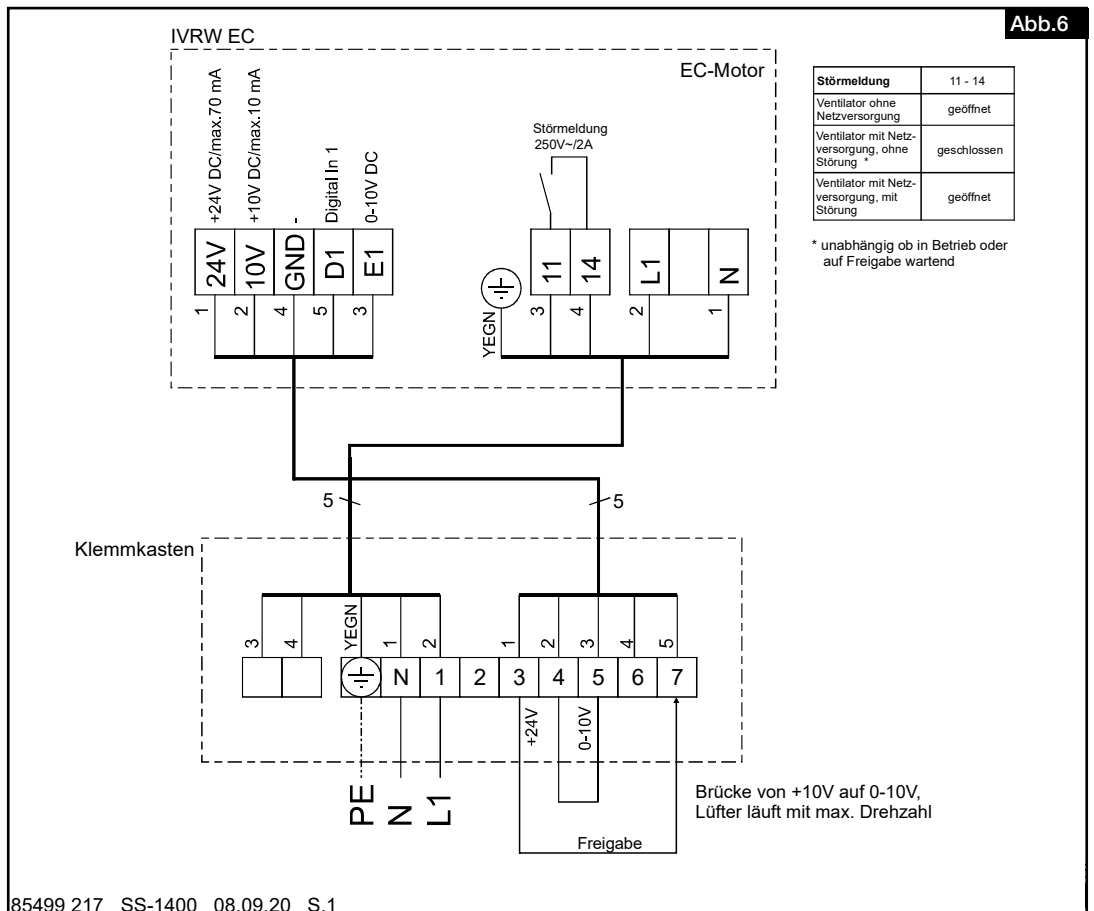 Abb.6
IVRW EC
EC-Motor
+24V DC/max.70 mA
+10V DC/max.10 mA
-
Digital In 1
0-10V DC
24V
10V
GND
D1
E1
1
2
4
5
3
Störmeldung
250V~/2A
11
14
L1
N
YEGN
3
4
2
1
Störmeldung
11 - 14
Ventilator ohne
Netzversorgung
geöffnet
Ventilator mit Netz-
versorgung, ohne
Störung *
geschlossen
Ventilator mit Netz-
versorgung, mit
Störung
geöffnet
* unabhängig ob in Betrieb oder
auf Freigabe wartend
5
5
Klemmkasten
3
4
YEGN
1
2
1
2
3
4
5
N
1
2
3
4
5
6
7
+24V
0-10V
PE
N
L1
Brücke von +10V auf 0-10V,
Lüfter läuft mit max. Drehzahl
Freigabe
85499 217 SS-1400 08.09.20 S.1